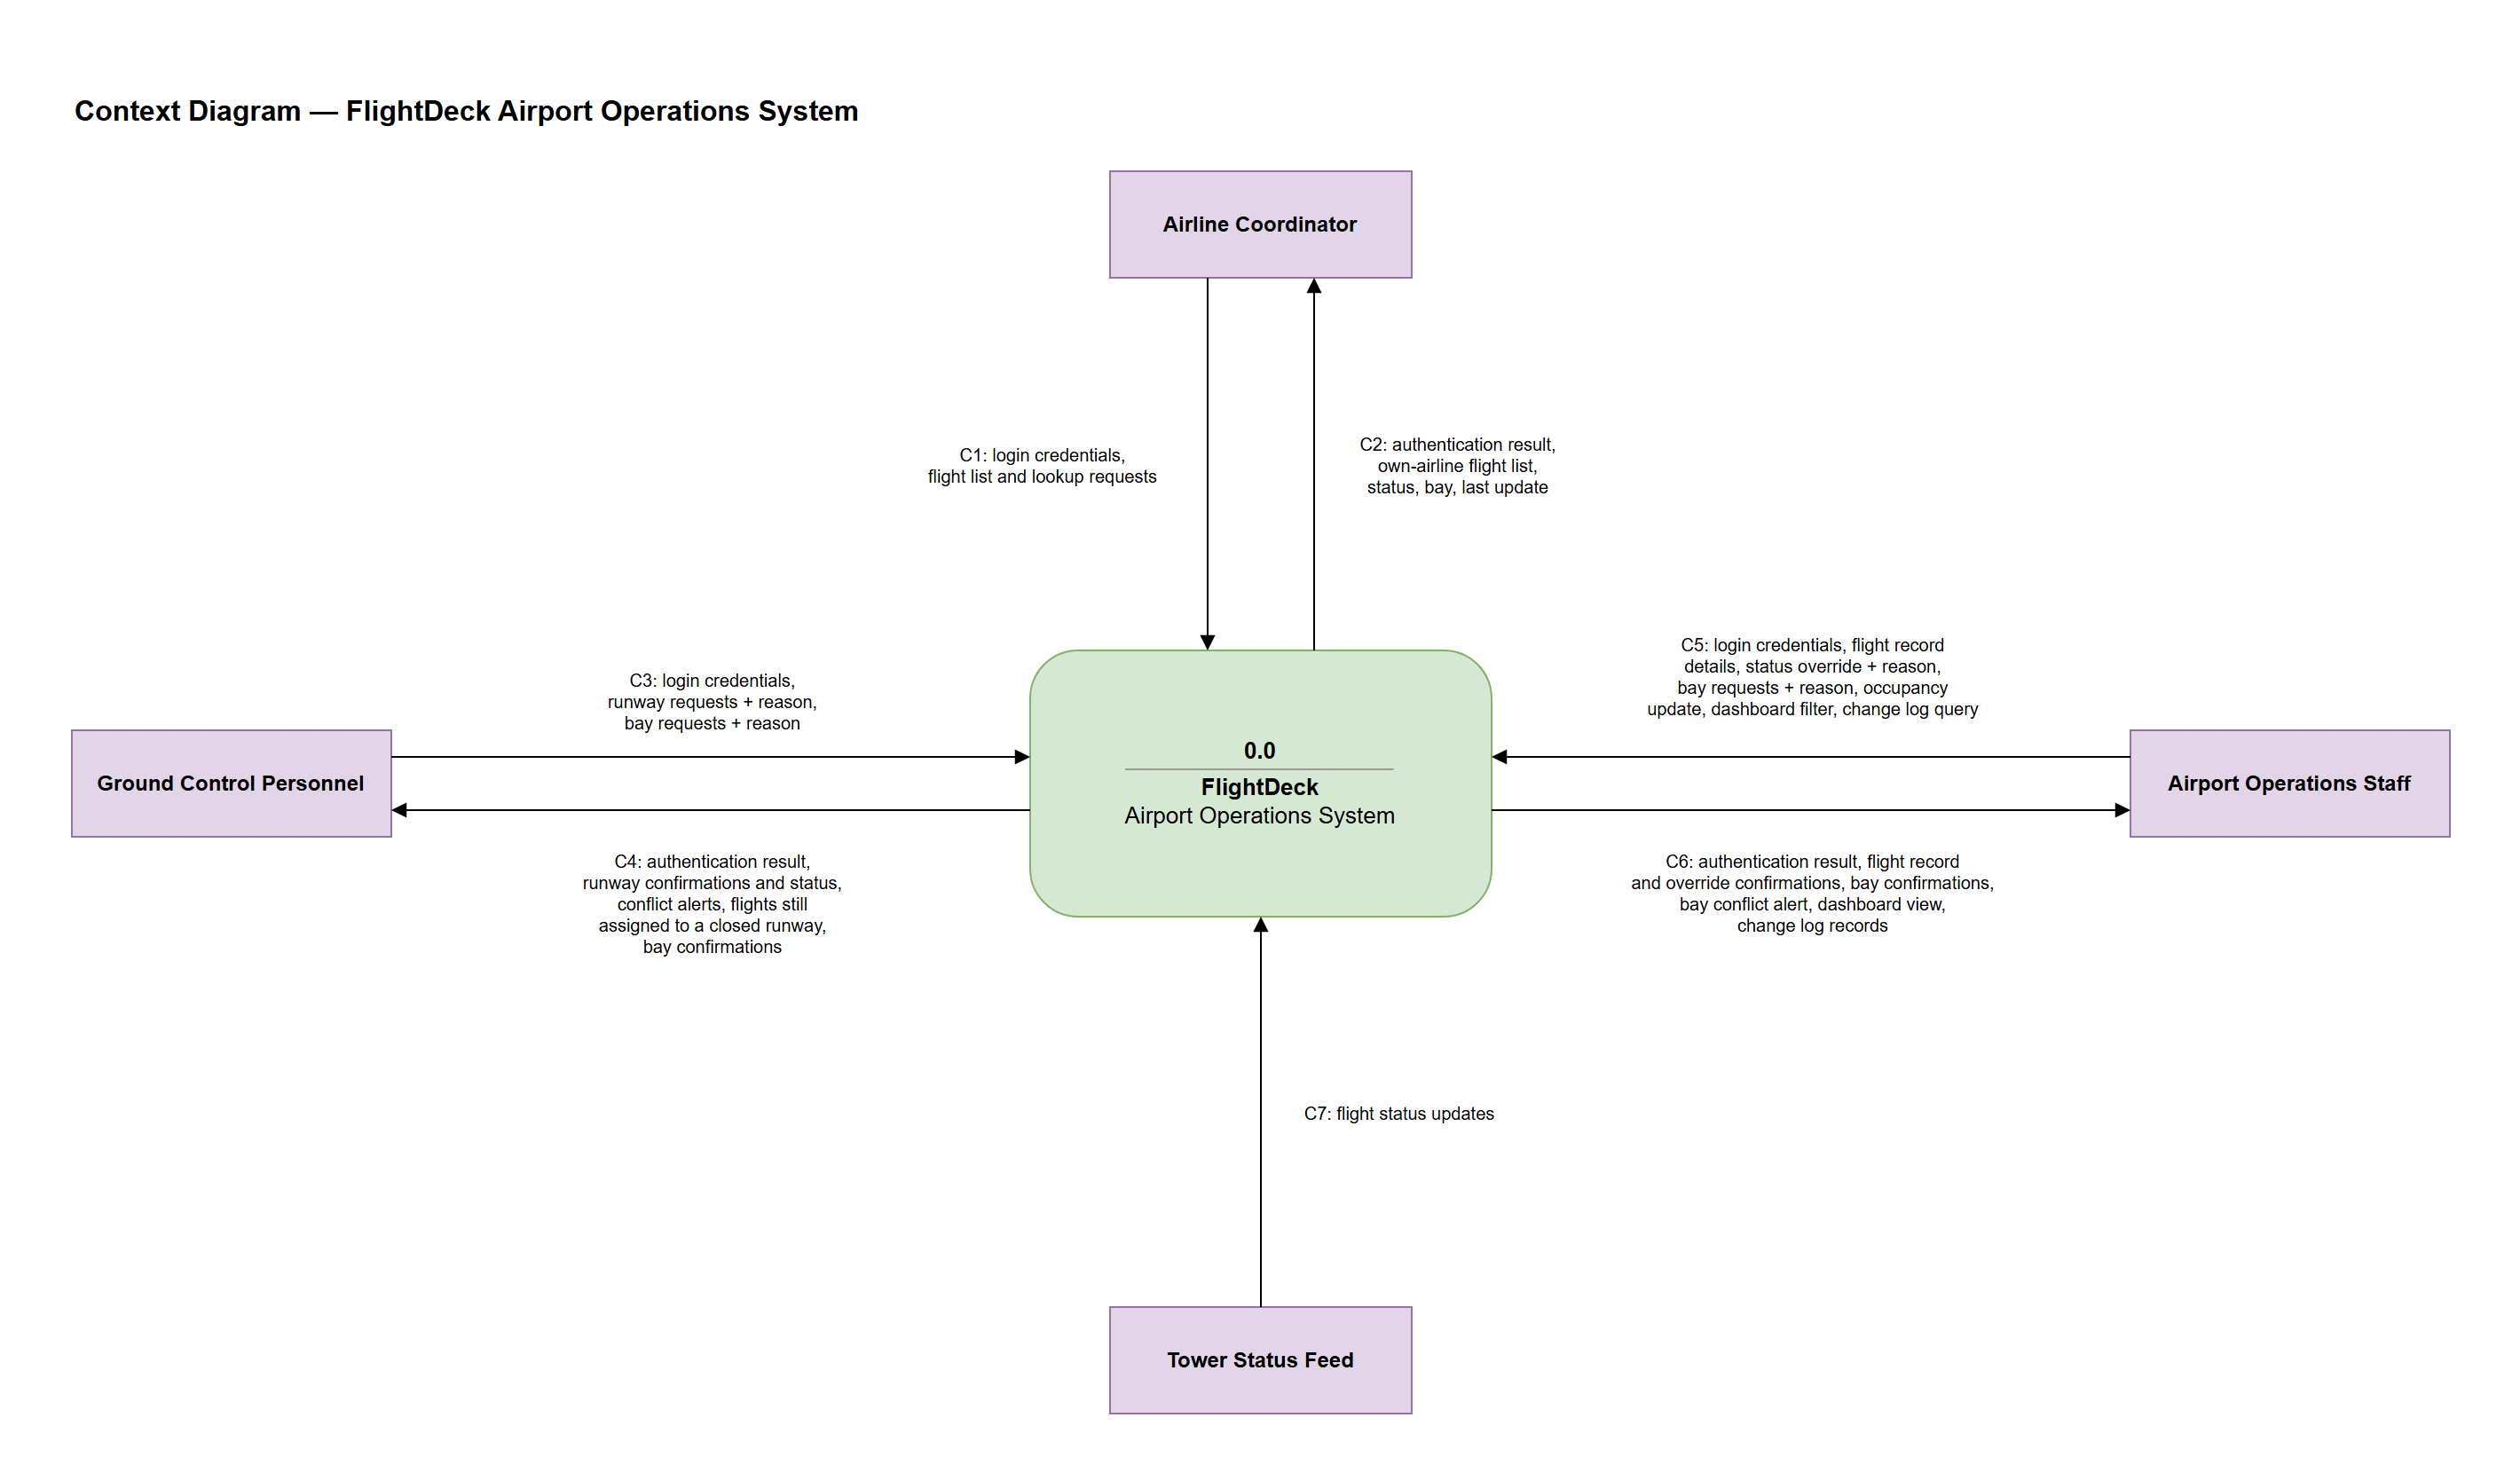 Context Diagram — FlightDeck Airport Operations System
Airline Coordinator
C1: login credentials,
flight list and lookup requests
C2: authentication result,
own-airline flight list,
status, bay, last update
C3: login credentials,
runway requests + reason,
bay requests + reason
C5: login credentials, flight record
details, status override + reason,
bay requests + reason, occupancy
update, dashboard filter, change log query
Ground Control Personnel
0.0
FlightDeck
Airport Operations System
Airport Operations Staff
C4: authentication result,
runway confirmations and status,
conflict alerts, flights still
assigned to a closed runway,
bay confirmations
C6: authentication result, flight record
and override confirmations, bay confirmations,
bay conflict alert, dashboard view,
change log records
C7: flight status updates
Tower Status Feed